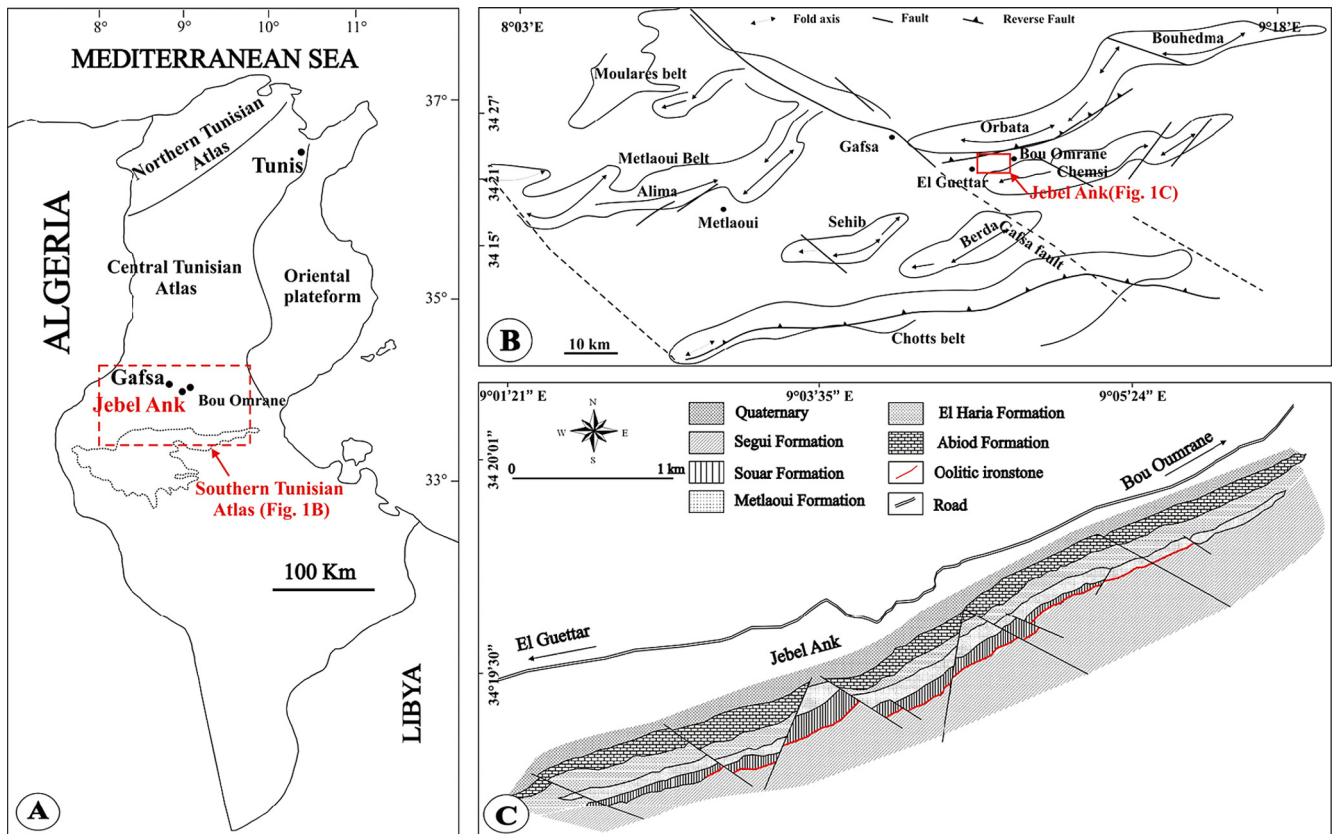 8°
9°
10°
11°
MEDITERRANEAN SEA
37°
Northern Tunisian
Atlas
Tunis
ALGERIA
Central Tunisian
Atlas
Oriental
plateform
35°
Gafsa
Jebel Ank
Bou Omrane
33°
Southern Tunisian
Atlas (Fig. 1B)
100 Km
LIBYA
A
8°03'E
Fold axis
Fault
Reverse Fault
9°18'E
Bouhedma
Moulares belt
34 27
Orbata
Gafsa
Metlaoui Belt
Bou Omrane
34 21
El Guettar
Chemsi
Alima
Jebel Ank(Fig. 1C)
Metlaoui
Sehib
34 15
Berda
Gafsa fault
Chotts belt
B
10 km
9°01'21" E
9°03'35" E
9°05'24" E
N
W
E
S
Quaternary
El Haria Formation
Segui Formation
Abiod Formation
Souar Formation
Oolitic ironstone
Metlaoui Formation
Road
34 20'01
0
1 km
Bou Oumrane
El Guettar
Jebel Ank
34°19'30
C